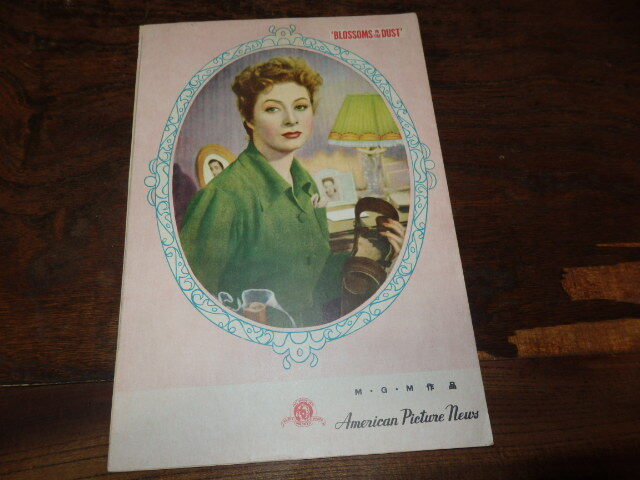 'BLOSSOMS IN THE DUST'
M・G・M 作品
American Picture News